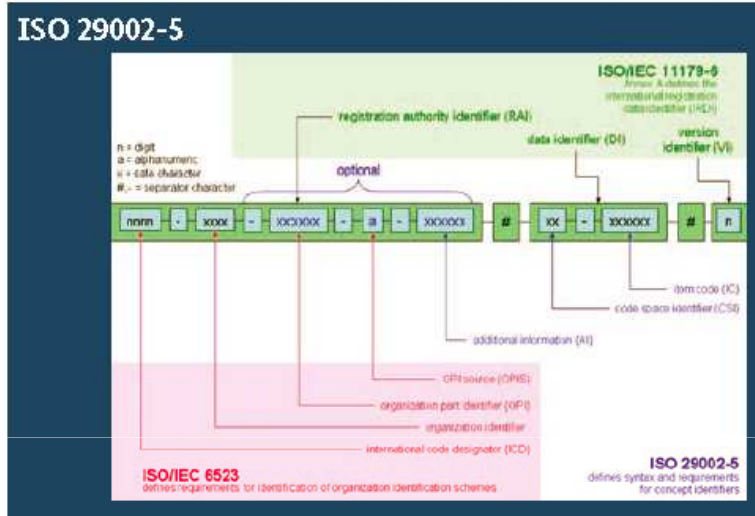 ISO 29002-5
ISO/IEC 11179-6
Annex A defines the
international registration
data identifier (IRDI)
registration authority identifier (RAI)
data identifier (DI)
version
identifier (VI)
n = digit
a = alphanumeric
x = safe character
#,- = separator character
optional
nnnn - xxxx - xxxxxx - a - xxxxxx # xx - xxxxxx # n
item code (IC)
code space identifier (CSI)
additional information (AI)
OPI source (OPIS)
organization part identifier (OPI)
organization identifier
international code designator (ICD)
ISO/IEC 6523
defines requirements for identification of organization identification schemes
ISO 29002-5
defines syntax and requirements
for concept identifiers